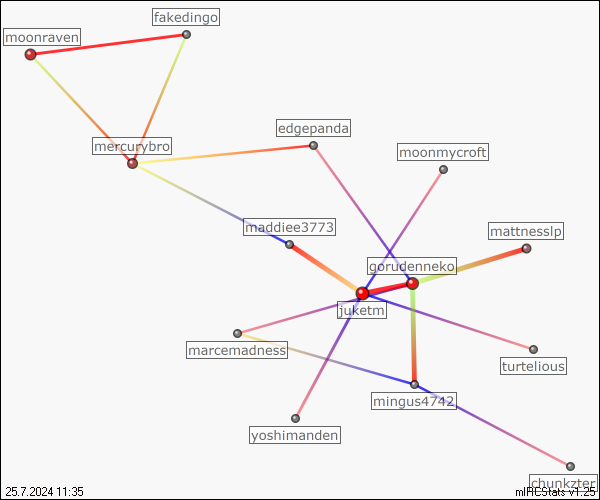 fakedingo
moonraven
edgepanda
mercurybro
moonmycroft
maddiee3773
mattnesslp
gorudenneko
juketm
marcemadness
turtelious
mingus4742
yoshimanden
chunkzter
25.7.2024 11:35
mIRCStats v1.25